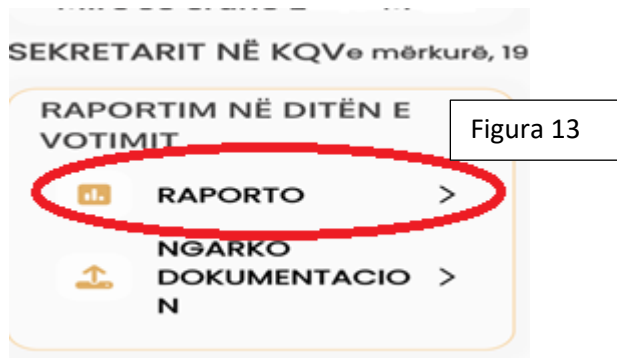 SEKRETARIT NË KQVe mërkurë, 19
RAPORTIM NË DITËN E
VOTIMIT
Figura 13
RAPORTO >
NGARKO
DOKUMENTACIO >
N